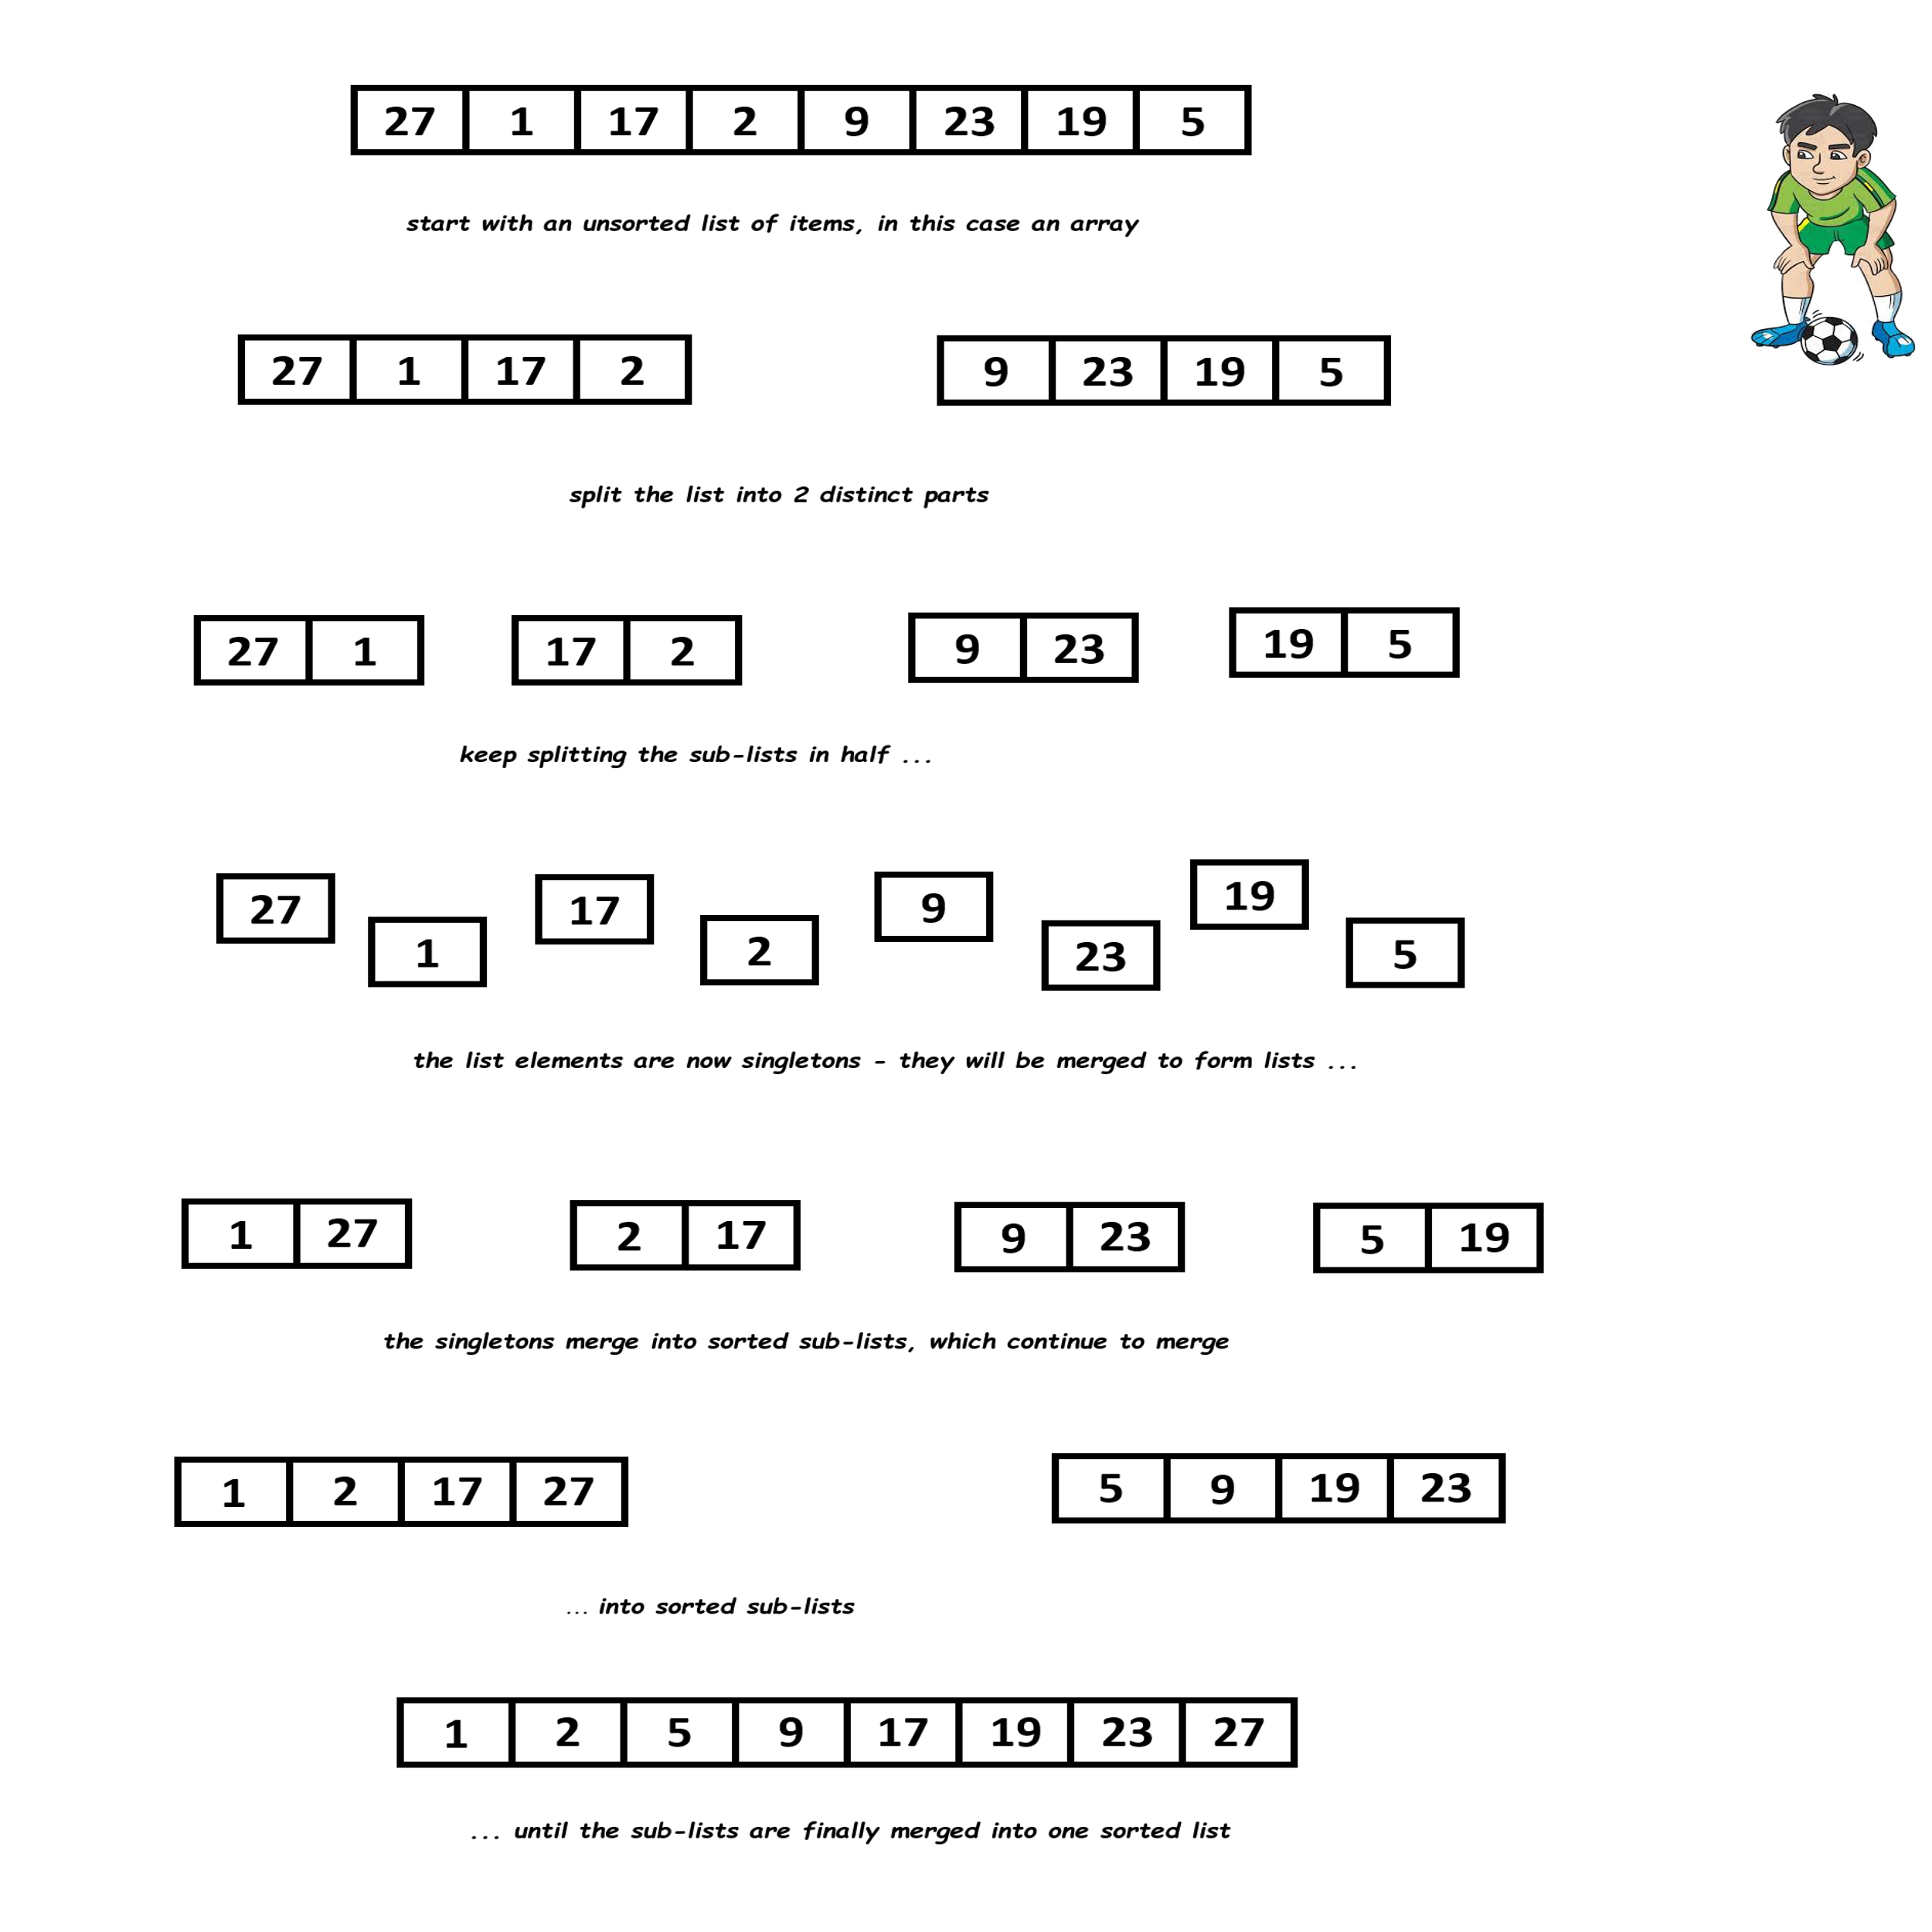 27 1 17 2 9 23 19 5
start with an unsorted list of items, in this case an array
27 1 17 2 9 23 19 5
split the list into 2 distinct parts
27 1 17 2 9 23 19 5
keep splitting the sub-lists in half ...
27 1 17 2 9 23 19 5
the list elements are now singletons - they will be merged to form lists ...
1 27 2 17 9 23 5 19
the singletons merge into sorted sub-lists, which continue to merge
1 2 17 27 5 9 19 23
... into sorted sub-lists
1 2 5 9 17 19 23 27
... until the sub-lists are finally merged into one sorted list